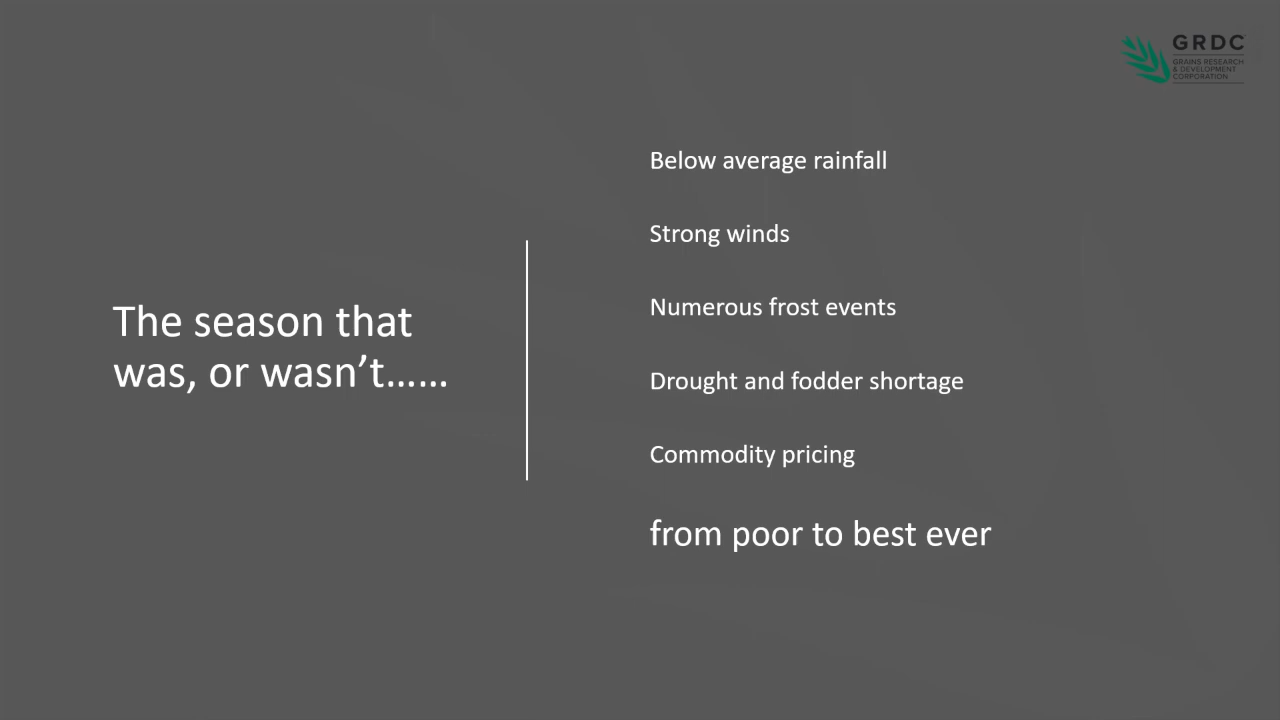 GRDC
GRAINS RESEARCH
& DEVELOPMENT
CORPORATION
The season that
was, or wasn’t……
Below average rainfall
Strong winds
Numerous frost events
Drought and fodder shortage
Commodity pricing
from poor to best ever